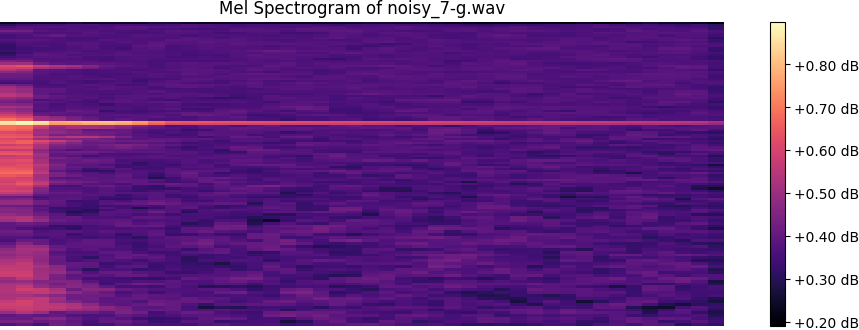 Mel Spectrogram of noisy_7-g.wav
+0.80 dB
+0.70 dB
+0.60 dB
+0.50 dB
+0.40 dB
+0.30 dB
+0.20 dB